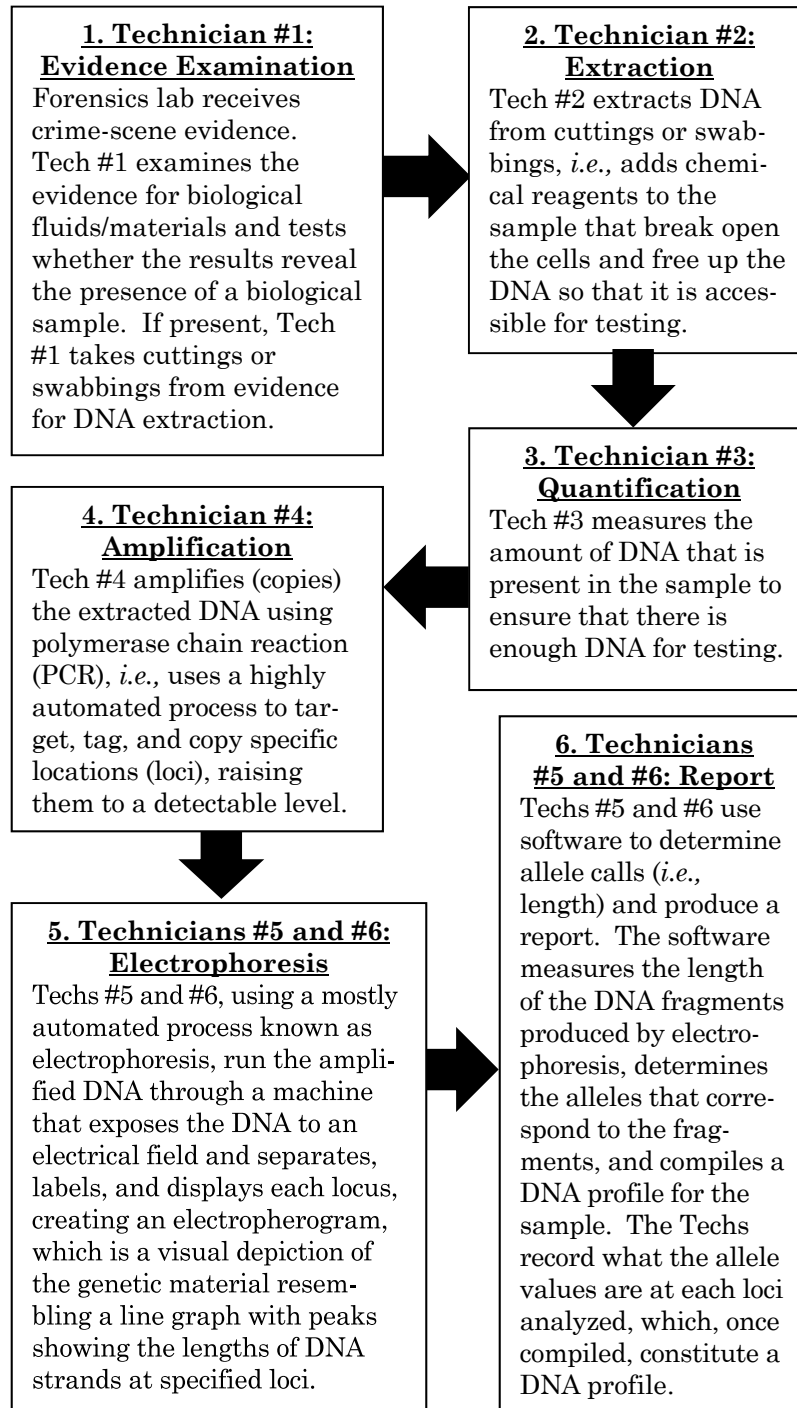 1. Technician #1:
Evidence Examination
Forensics lab receives
crime-scene evidence.
Tech #1 examines the
evidence for biological
fluids/materials and tests
whether the results reveal
the presence of a biological
sample.  If present, Tech
#1 takes cuttings or
swabbings from evidence
for DNA extraction.
2. Technician #2:
Extraction
Tech #2 extracts DNA
from cuttings or swab-
bings, i.e., adds chemi-
cal reagents to the
sample that break open
the cells and free up the
DNA so that it is acces-
sible for testing.
3. Technician #3:
Quantification
Tech #3 measures the
amount of DNA that is
present in the sample to
ensure that there is
enough DNA for testing.
4. Technician #4:
Amplification
Tech #4 amplifies (copies)
the extracted DNA using
polymerase chain reaction
(PCR), i.e., uses a highly
automated process to tar-
get, tag, and copy specific
locations (loci), raising
them to a detectable level.
5. Technicians #5 and #6:
Electrophoresis
Techs #5 and #6, using a mostly
automated process known as
electrophoresis, run the ampli-
fied DNA through a machine
that exposes the DNA to an
electrical field and separates,
labels, and displays each locus,
creating an electropherogram,
which is a visual depiction of
the genetic material resem-
bling a line graph with peaks
showing the lengths of DNA
strands at specified loci.
6. Technicians
#5 and #6: Report
Techs #5 and #6 use
software to determine
allele calls (i.e.,
length) and produce a
report.  The software
measures the length
of the DNA fragments
produced by electro-
phoresis, determines
the alleles that corre-
spond to the frag-
ments, and compiles a
DNA profile for the
sample.  The Techs
record what the allele
values are at each loci
analyzed, which, once
compiled, constitute a
DNA profile.